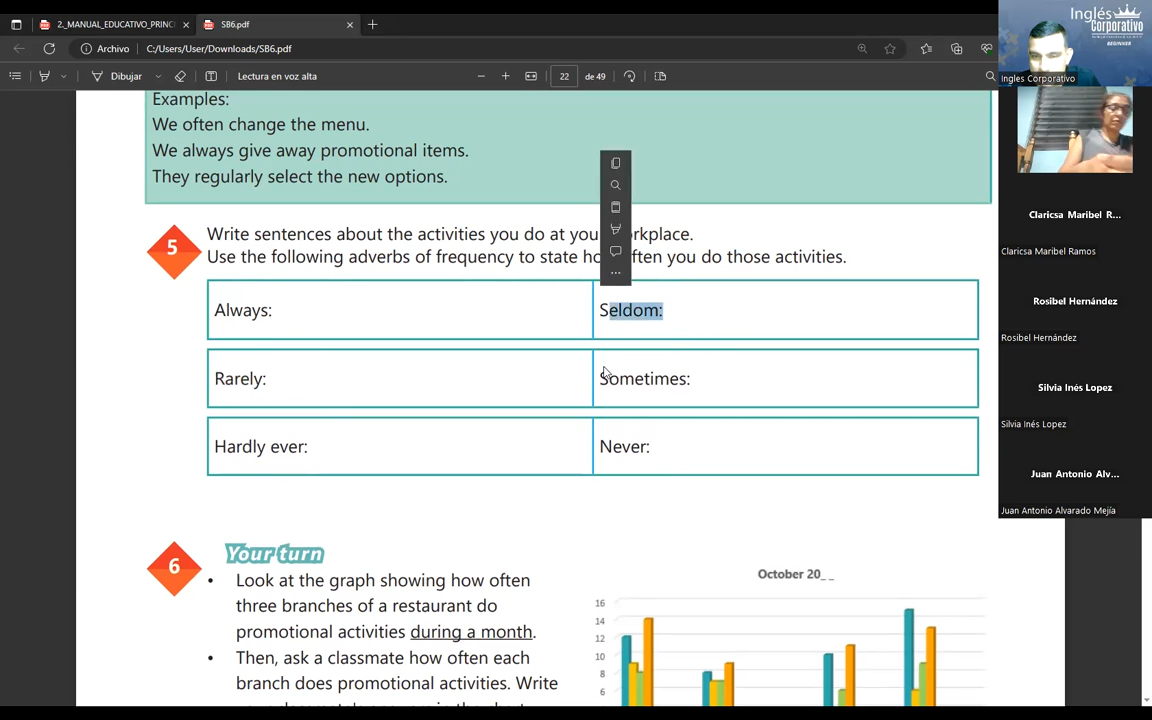 2._MANUAL_EDUCATIVO_PRINC
SB6.pdf
Archivo
C:/Users/User/Downloads/SB6.pdf
Dibujar
Lectura en voz alta
22
de 49
Examples:
We often change the menu.
We always give away promotional items.
They regularly select the new options.
5
Write sentences about the activities you do at you rkplace.
Use the following adverbs of frequency to state ho ften you do those activities.
Always:
Seldom:
Rarely:
Sometimes:
Hardly ever:
Never:
6
Your turn
• Look at the graph showing how often
three branches of a restaurant do
promotional activities during a month.
• Then, ask a classmate how often each
branch does promotional activities. Write
October 20_ _
16
14
12
10
8
6
Inglés
Corporativo
BEGINNER
Ingles Corporativo
Claricsa Maribel R...
Claricsa Maribel Ramos
Rosibel Hernández
Rosibel Hernández
Silvia Inés Lopez
Silvia Inés Lopez
Juan Antonio Alv...
Juan Antonio Alvarado Mejía